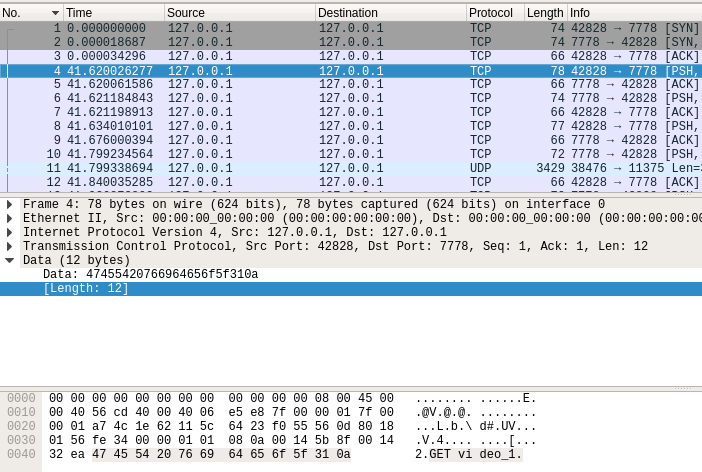 No. Time Source Destination Protocol Length Info
1 0.000000000 127.0.0.1 127.0.0.1 TCP 74 42828 → 7778 [SYN]
2 0.000018687 127.0.0.1 127.0.0.1 TCP 74 7778 → 42828 [SYN,
3 0.000034296 127.0.0.1 127.0.0.1 TCP 66 42828 → 7778 [ACK]
4 41.620026277 127.0.0.1 127.0.0.1 TCP 78 42828 → 7778 [PSH,
5 41.620061586 127.0.0.1 127.0.0.1 TCP 66 7778 → 42828 [ACK]
6 41.621184843 127.0.0.1 127.0.0.1 TCP 74 7778 → 42828 [PSH,
7 41.621198913 127.0.0.1 127.0.0.1 TCP 66 42828 → 7778 [ACK]
8 41.634010101 127.0.0.1 127.0.0.1 TCP 77 42828 → 7778 [PSH,
9 41.676000394 127.0.0.1 127.0.0.1 TCP 66 7778 → 42828 [ACK]
10 41.799234564 127.0.0.1 127.0.0.1 TCP 72 7778 → 42828 [PSH,
11 41.799338694 127.0.0.1 127.0.0.1 UDP 3429 38476 → 11375 Len=
12 41.840035285 127.0.0.1 127.0.0.1 TCP 66 42828 → 7778 [ACK]
Frame 4: 78 bytes on wire (624 bits), 78 bytes captured (624 bits) on interface 0
Ethernet II, Src: 00:00:00_00:00:00 (00:00:00:00:00:00), Dst: 00:00:00_00:00:00 (00:00:00:00
Internet Protocol Version 4, Src: 127.0.0.1, Dst: 127.0.0.1
Transmission Control Protocol, Src Port: 42828, Dst Port: 7778, Seq: 1, Ack: 1, Len: 12
Data (12 bytes)
Data: 47455420766964656f5f310a
[Length: 12]
0000 00 00 00 00 00 00 00 00 00 00 00 00 08 00 45 00 ........ ......E.
0010 00 40 56 cd 40 00 40 06 e5 e8 7f 00 00 01 7f 00 .@V.@.@. ........
0020 00 01 a7 4c 1e 62 11 5c 64 23 f0 55 56 0d 80 18 ...L.b.\ d#.UV...
0030 01 56 fe 34 00 00 01 01 08 0a 00 14 5b 8f 00 14 .V.4.... ....[...
0040 32 ea 47 45 54 20 76 69 64 65 6f 5f 31 0a 2.GET vi deo_1.